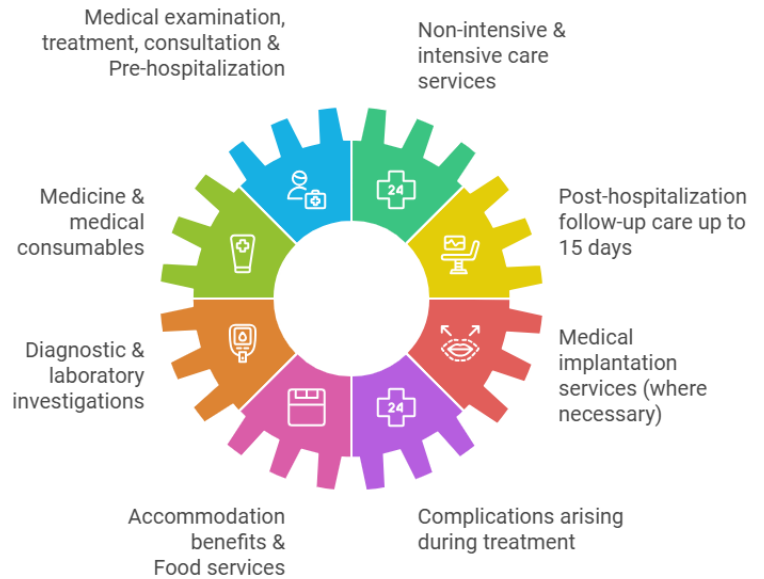 Medical examination,
treatment, consultation &
Pre-hospitalization
Non-intensive &
intensive care
services
Medicine &
medical
consumables
24
Post-hospitalization
follow-up care up to
15 days
Diagnostic &
laboratory
investigations
Medical
implantation
services (where
necessary)
24
Accommodation
benefits &
Food services
Complications arising
during treatment